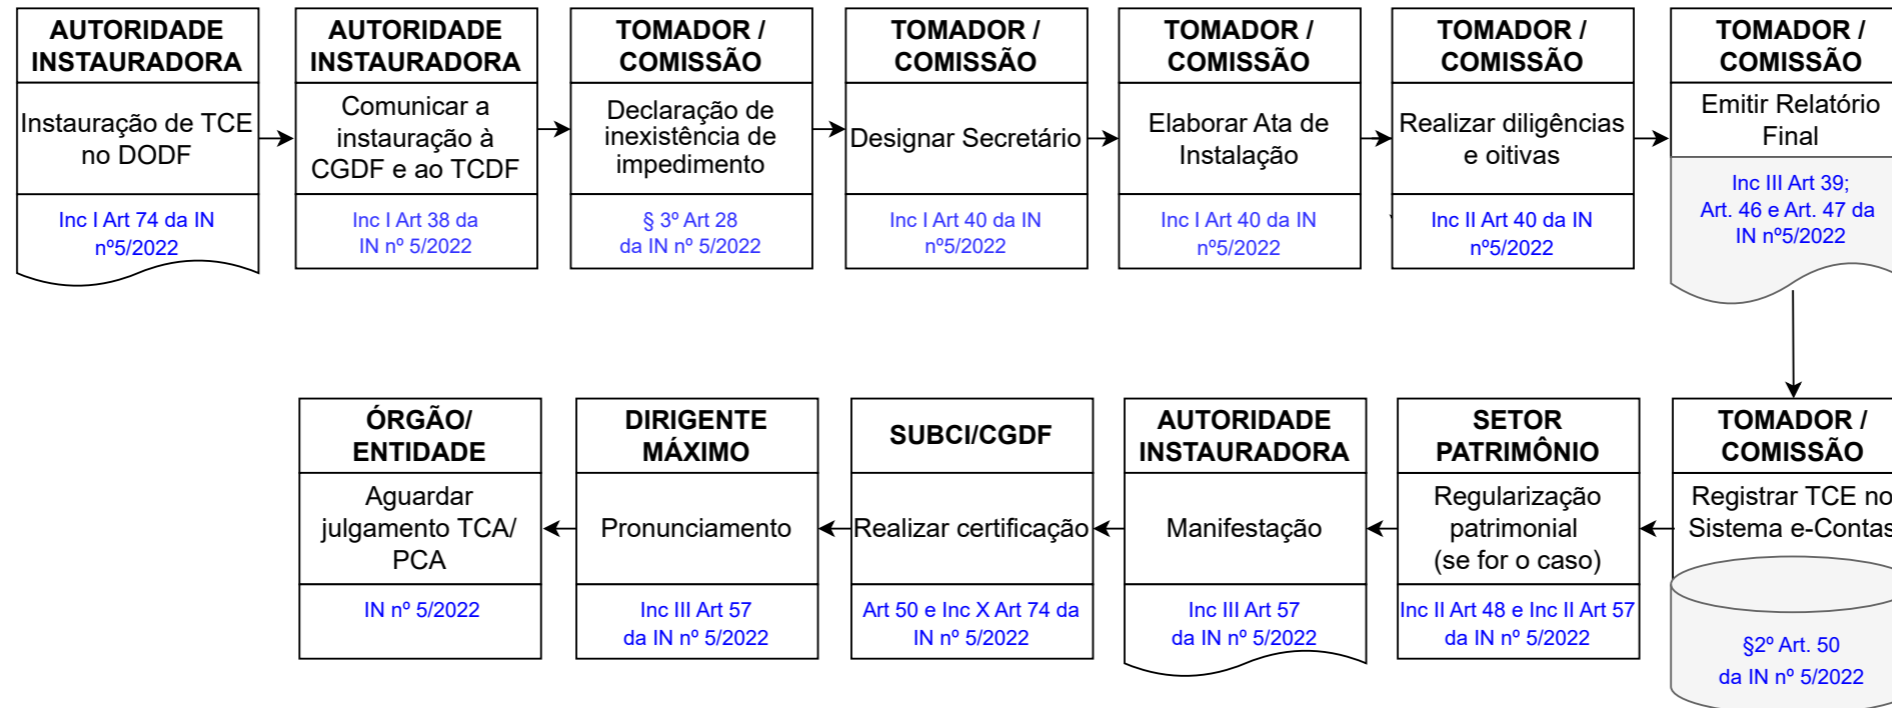 AUTORIDADE
INSTAURADORA
Instauração de TCE
no DODF
Inc I Art 74 da IN
nº5/2022
AUTORIDADE
INSTAURADORA
Comunicar a
instauração à
CGDF e ao TCDF
Inc I Art 38 da
IN nº 5/2022
TOMADOR /
COMISSÃO
Declaração de
inexistência de
impedimento
§ 3º Art 28
da IN nº 5/2022
TOMADOR /
COMISSÃO
Designar Secretário
Inc I Art 40 da IN
nº5/2022
TOMADOR /
COMISSÃO
Elaborar Ata de
Instalação
Inc I Art 40 da IN
nº5/2022
TOMADOR /
COMISSÃO
Realizar diligências
e oitivas
Inc II Art 40 da IN
nº5/2022
TOMADOR /
COMISSÃO
Emitir Relatório
Final
Inc III Art 39;
Art. 46 e Art. 47 da
IN nº5/2022
TOMADOR /
COMISSÃO
Registrar TCE no
Sistema e-Contas
§2º Art. 50
da IN nº 5/2022
SETOR
PATRIMÔNIO
Regularização
patrimonial
(se for o caso)
Inc II Art 48 e Inc II Art 57
da IN nº 5/2022
AUTORIDADE
INSTAURADORA
Manifestação
Inc III Art 57
da IN nº 5/2022
SUBCI/CGDF
Realizar certificação
Art 50 e Inc X Art 74 da
IN nº 5/2022
DIRIGENTE
MÁXIMO
Pronunciamento
Inc III Art 57
da IN nº 5/2022
ÓRGÃO/
ENTIDADE
Aguardar
julgamento TCA/
PCA
IN nº 5/2022